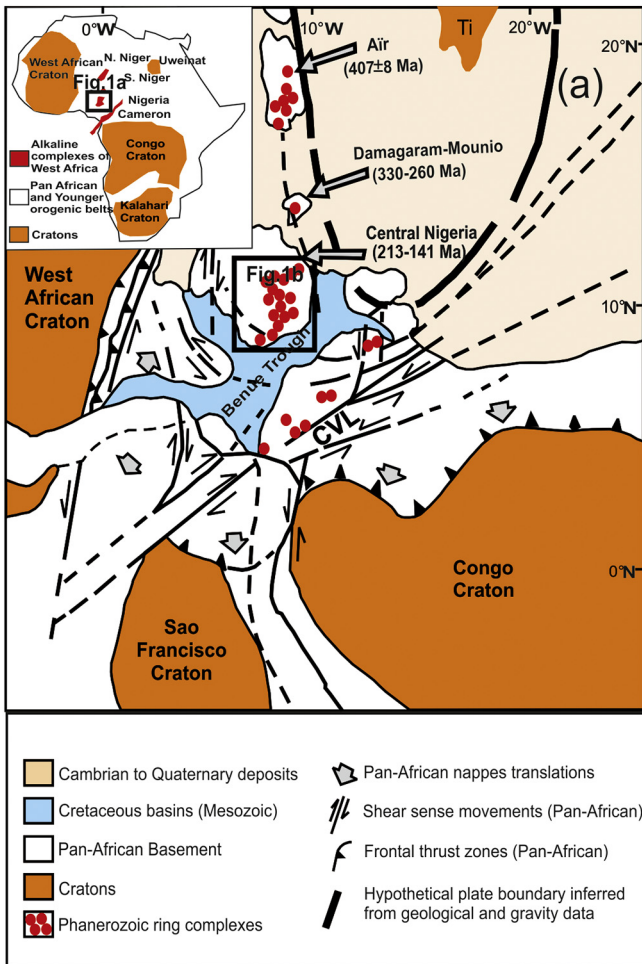 0°W
10°W
20°W
Ti
20°N
(a)
Aïr
(407±8 Ma)
Damagaram-Mounio
(330-260 Ma)
Central Nigeria
(213-141 Ma)
West African
Craton
N. Niger
Uweinat
S. Niger
Fig.1a
Nigeria
Cameron
Alkaline
complexes of
West Africa
Pan African
and Younger
orogenic belts
Cratons
Congo
Craton
Kalahari
Craton
West
African
Craton
Fig.1b
10°N
Benue Trough
CVL
0°N
Congo
Craton
Sao
Francisco
Craton
Cambrian to Quaternary deposits
Cretaceous basins (Mesozoic)
Pan-African Basement
Cratons
Phanerozoic ring complexes
Pan-African nappes translations
Shear sense movements (Pan-African)
Frontal thrust zones (Pan-African)
Hypothetical plate boundary inferred
from geological and gravity data